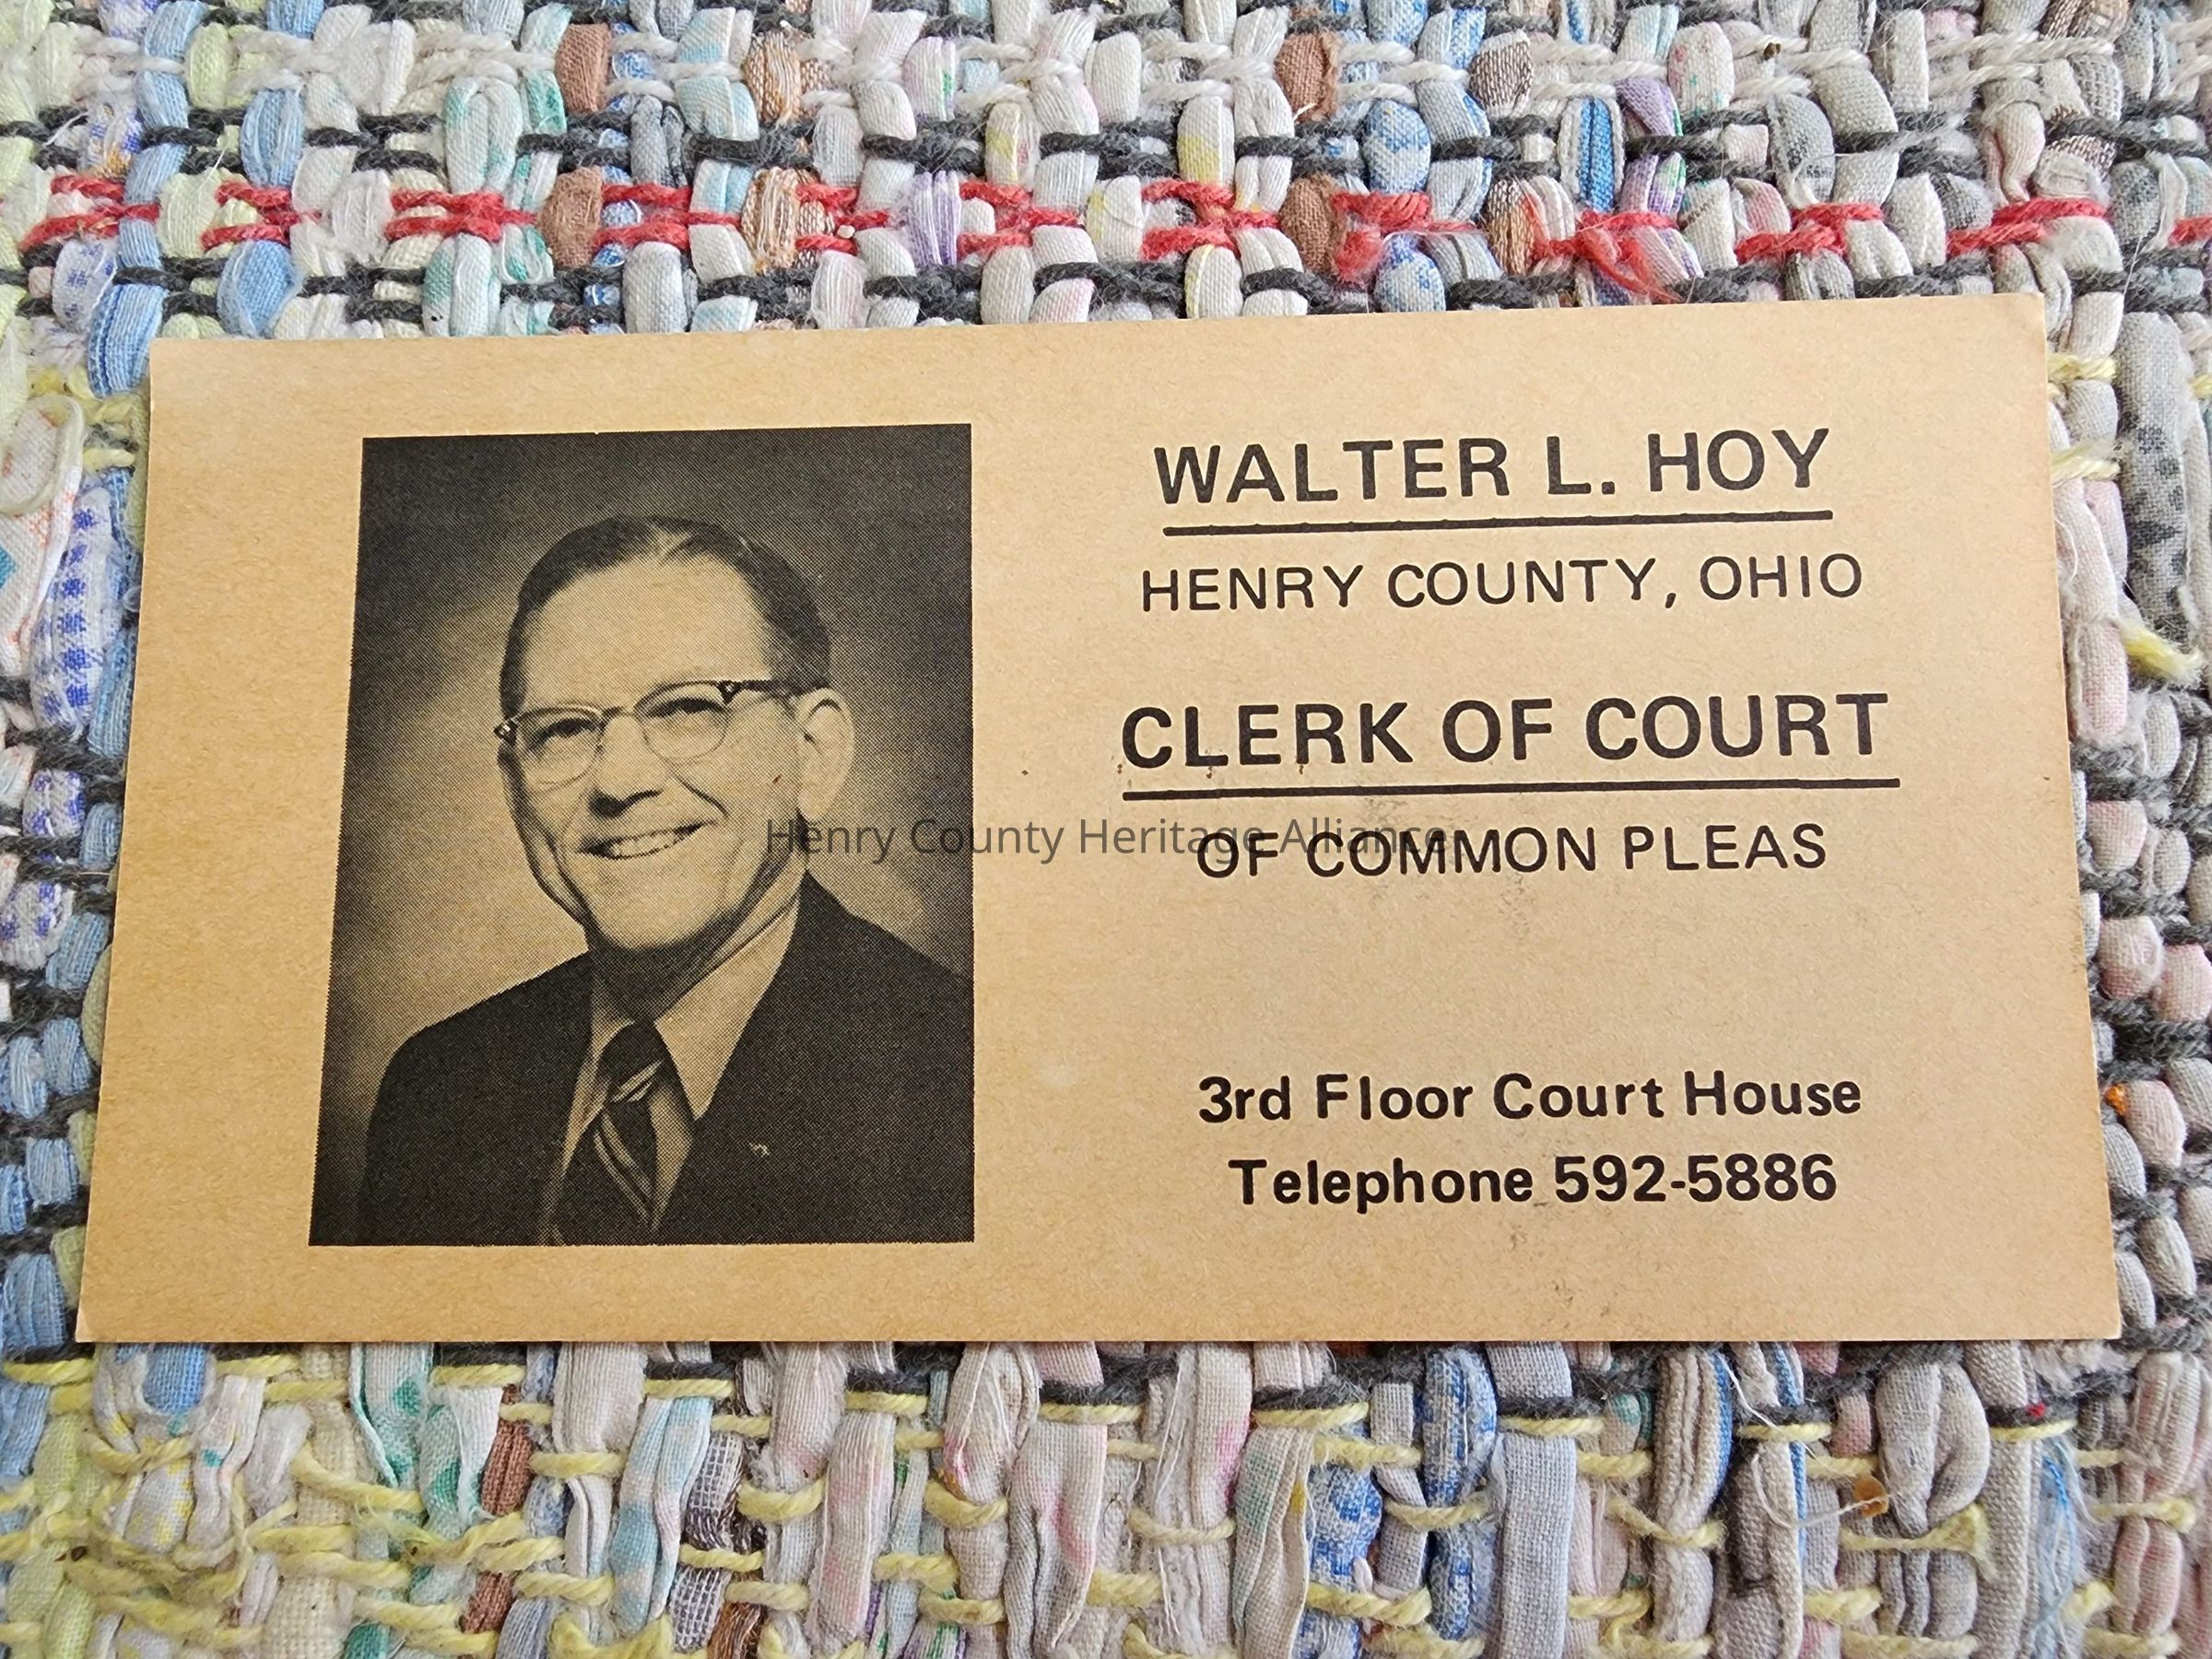 WALTER L. HOY
HENRY COUNTY, OHIO
CLERK OF COURT
Henry County Heritage Alliance
OF COMMON PLEAS
3rd Floor Court House
Telephone 592-5886